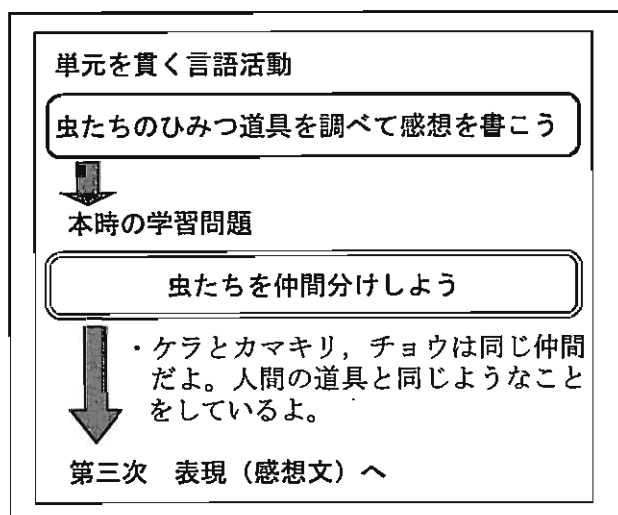 単元を貫く言語活動
虫たちのひみつ道具を調べて感想を書こう
本時の学習問題
虫たちを仲間分けしよう
・ケラとカマキリ，チョウは同じ仲間
だよ。人間の道具と同じようなこと
をしているよ。
第三次　表現（感想文）へ